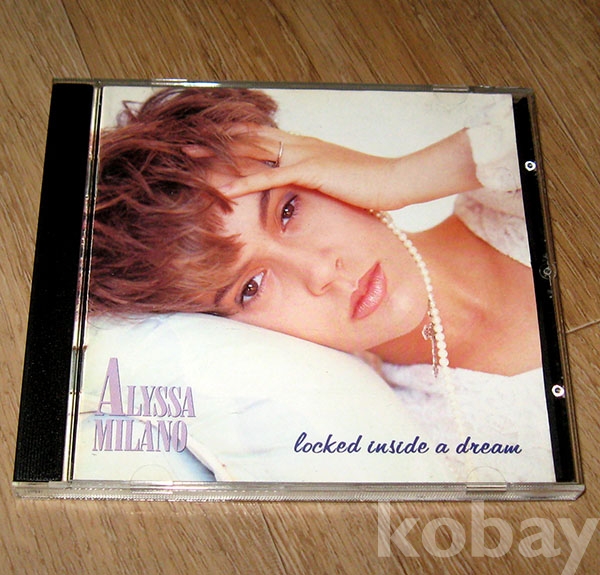 ALYSSA
MILANO
locked inside a dream
kobay